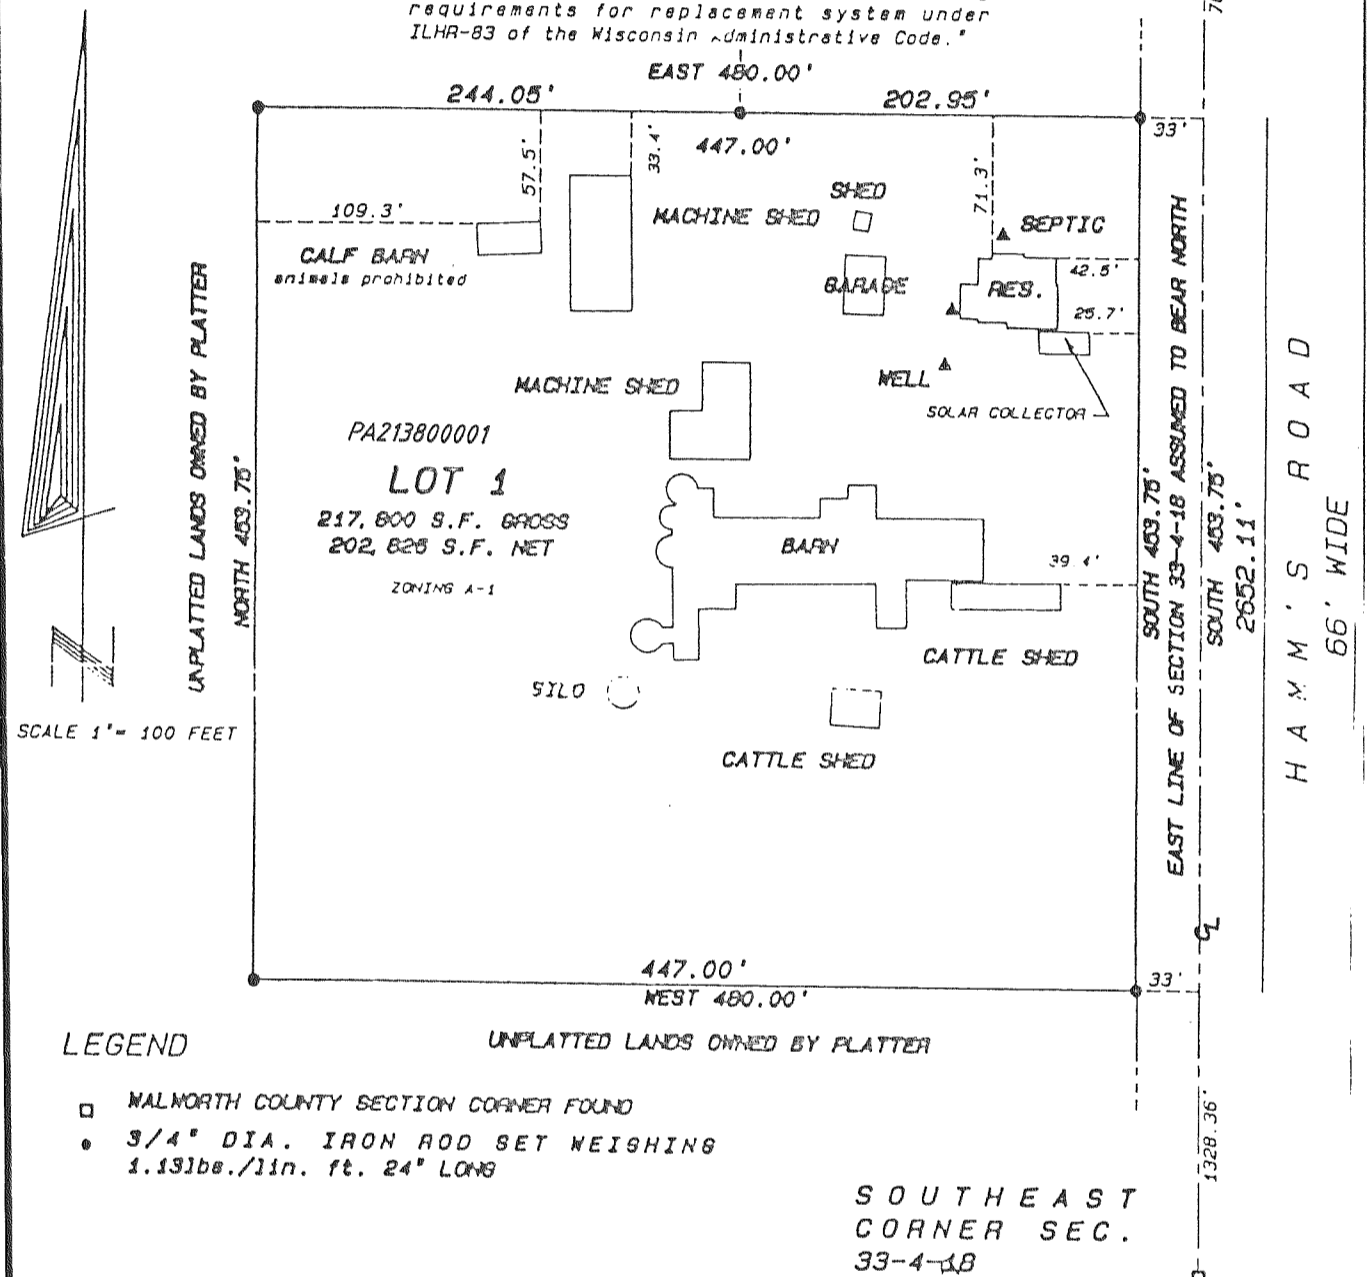 requirements for replacement system under
ILHR-83 of the Wisconsin Administrative Code."
EAST 480.00'
244.05'
202.95'
447.00'
33'
57.5'
33.4'
71.3'
109.3'
CALF BARN
animals prohibited
MACHINE SHED
SHED
GARAGE
SEPTIC
RES.
42.5'
25.7'
MACHINE SHED
WELL
SOLAR COLLECTOR
PA213800001
LOT 1
217,800 S.F. GROSS
202,825 S.F. NET
ZONING A-1
BARN
39.4'
CATTLE SHED
SILO
CATTLE SHED
UNPLATTED LANDS OWNED BY PLATTER
NORTH 453.75'
SOUTH 453.75'
EAST LINE OF SECTION 33-4-18 ASSUMED TO BEAR NORTH
SOUTH 453.75'
2652.11'
HAMM'S ROAD
66' WIDE
N
SCALE 1"= 100 FEET
447.00'
WEST 480.00'
33'
UNPLATTED LANDS OWNED BY PLATTER
LEGEND
WALWORTH COUNTY SECTION CORNER FOUND
3/4" DIA. IRON ROD SET WEIGHING
1.13lbs./lin. ft. 24" LONG
1328.36'
SOUTHEAST
CORNER SEC.
33-4-18